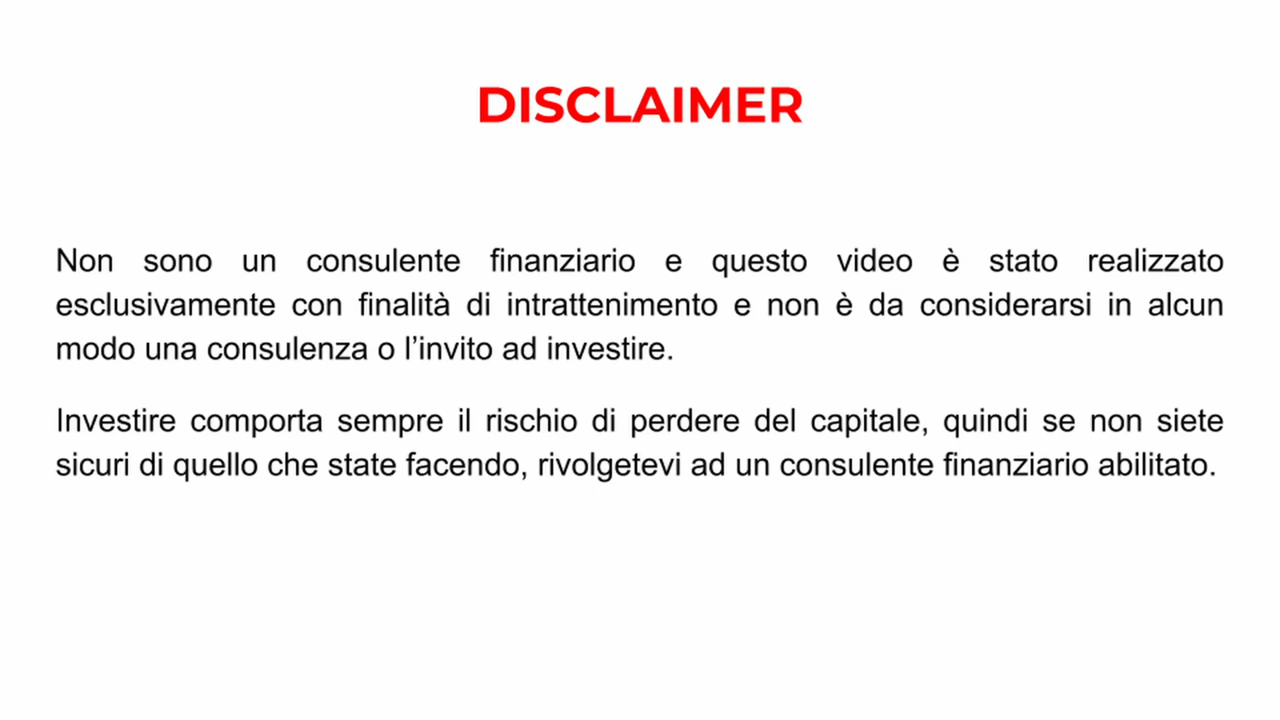 DISCLAIMER
Non sono un consulente finanziario e questo video è stato realizzato
esclusivamente con finalità di intrattenimento e non è da considerarsi in alcun
modo una consulenza o l’invito ad investire.
Investire comporta sempre il rischio di perdere del capitale, quindi se non siete
sicuri di quello che state facendo, rivolgetevi ad un consulente finanziario abilitato.